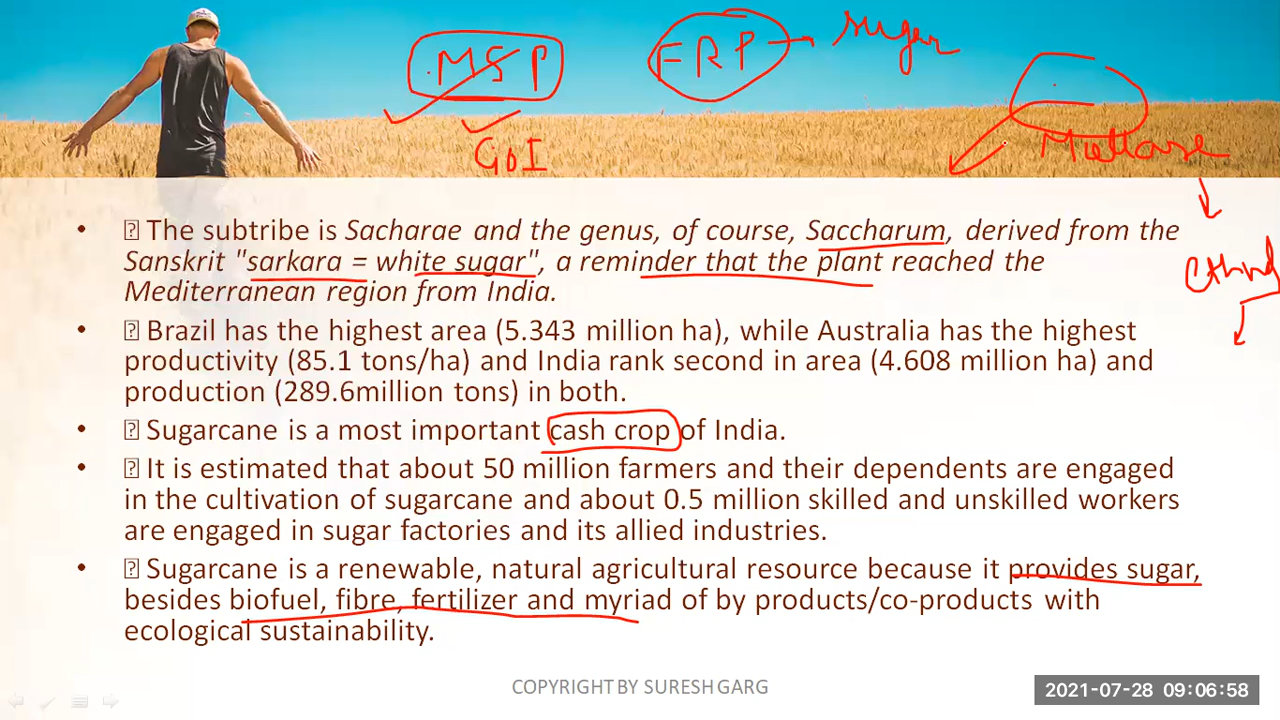 MSP
FRP → sugar
GOI
• The subtribe is Sacharae and the genus, of course, Saccharum, derived from the
Sanskrit "sarkara = white sugar", a reminder that the plant reached the
Mediterranean region from India.
• Brazil has the highest area (5.343 million ha), while Australia has the highest
productivity (85.1 tons/ha) and India rank second in area (4.608 million ha) and
production (289.6million tons) in both.
• Sugarcane is a most important cash crop of India.
• It is estimated that about 50 million farmers and their dependents are engaged
in the cultivation of sugarcane and about 0.5 million skilled and unskilled workers
are engaged in sugar factories and its allied industries.
• Sugarcane is a renewable, natural agricultural resource because it provides sugar,
besides biofuel, fibre, fertilizer and myriad of by products/co-products with
ecological sustainability.
COPYRIGHT BY SURESH GARG
2021-07-28 09:06:58